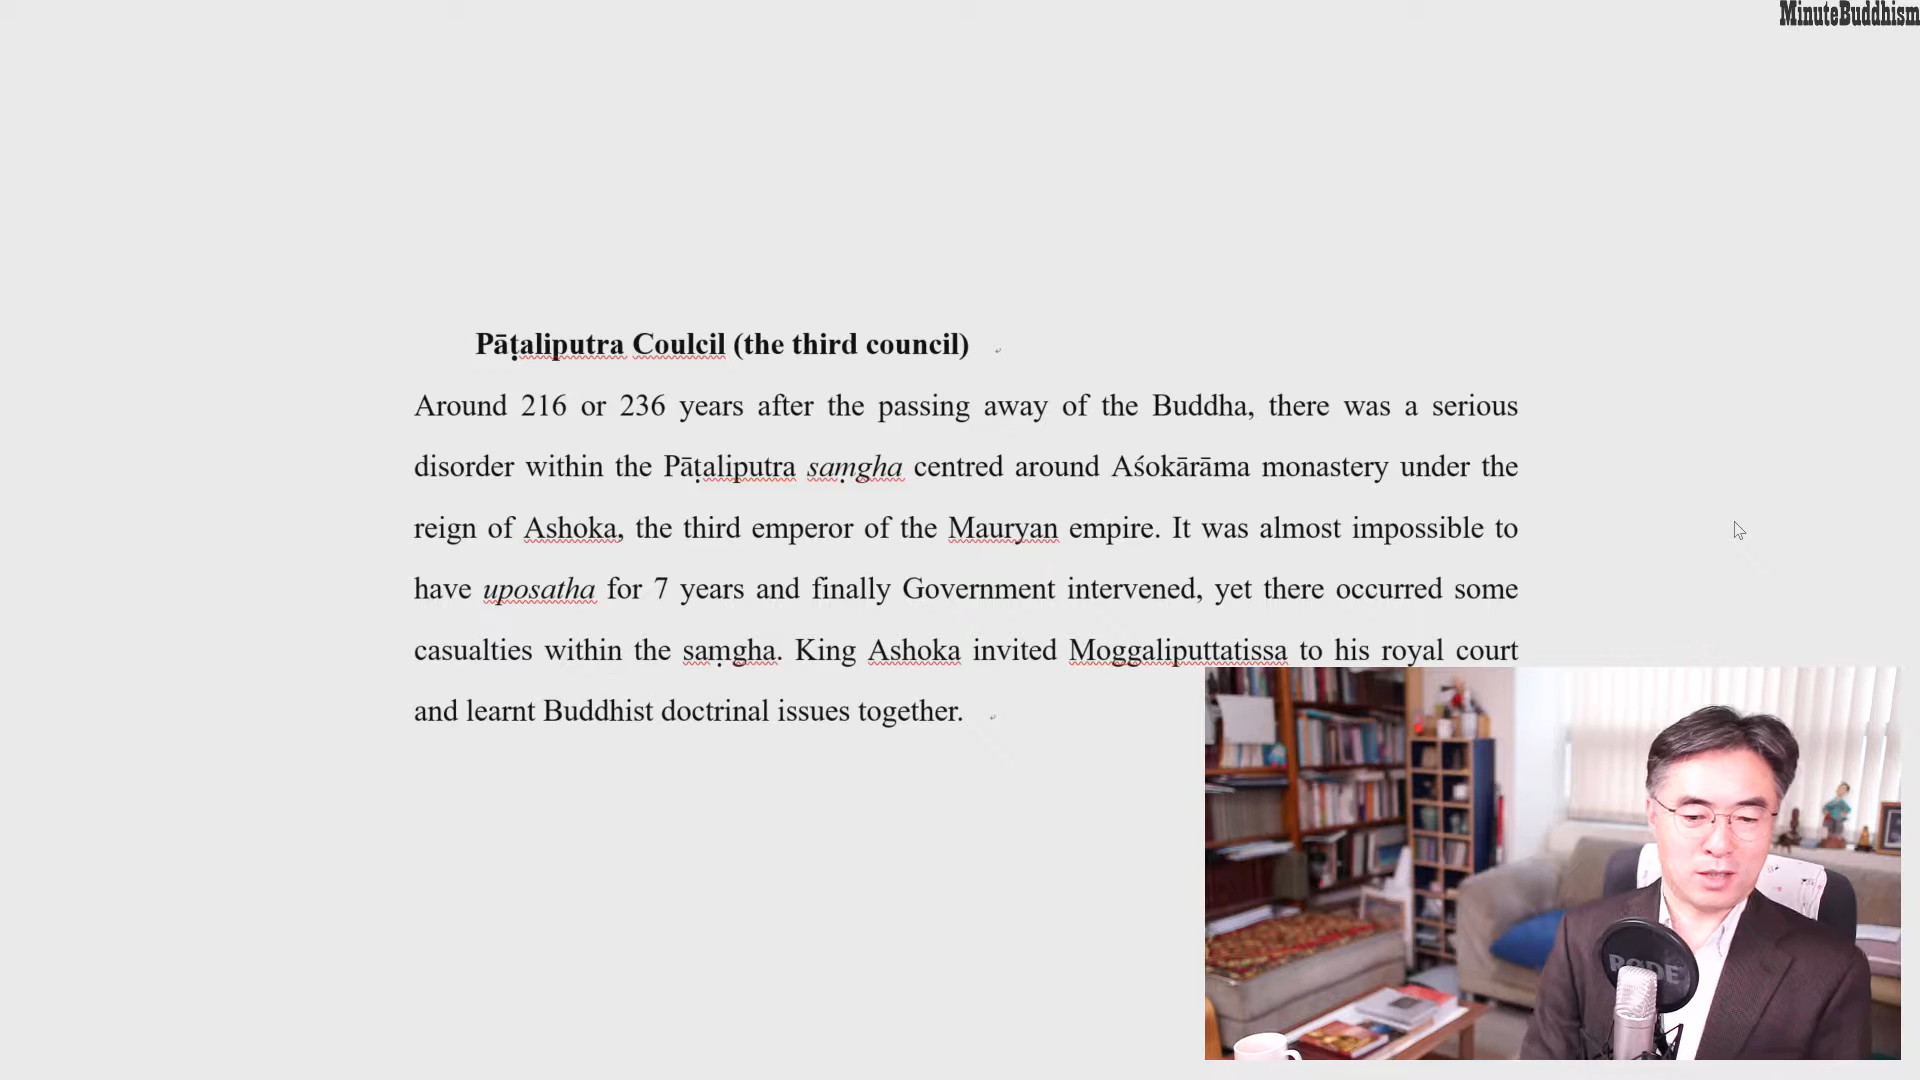 MinuteBuddhism
Pāṭaliputra Coulcil (the third council)
Around 216 or 236 years after the passing away of the Buddha, there was a serious
disorder within the Pāṭaliputra saṃgha centred around Aśokārāma monastery under the
reign of Ashoka, the third emperor of the Mauryan empire. It was almost impossible to
have uposatha for 7 years and finally Government intervened, yet there occurred some
casualties within the saṃgha. King Ashoka invited Moggaliputtatissa to his royal court
and learnt Buddhist doctrinal issues together.
RØDE